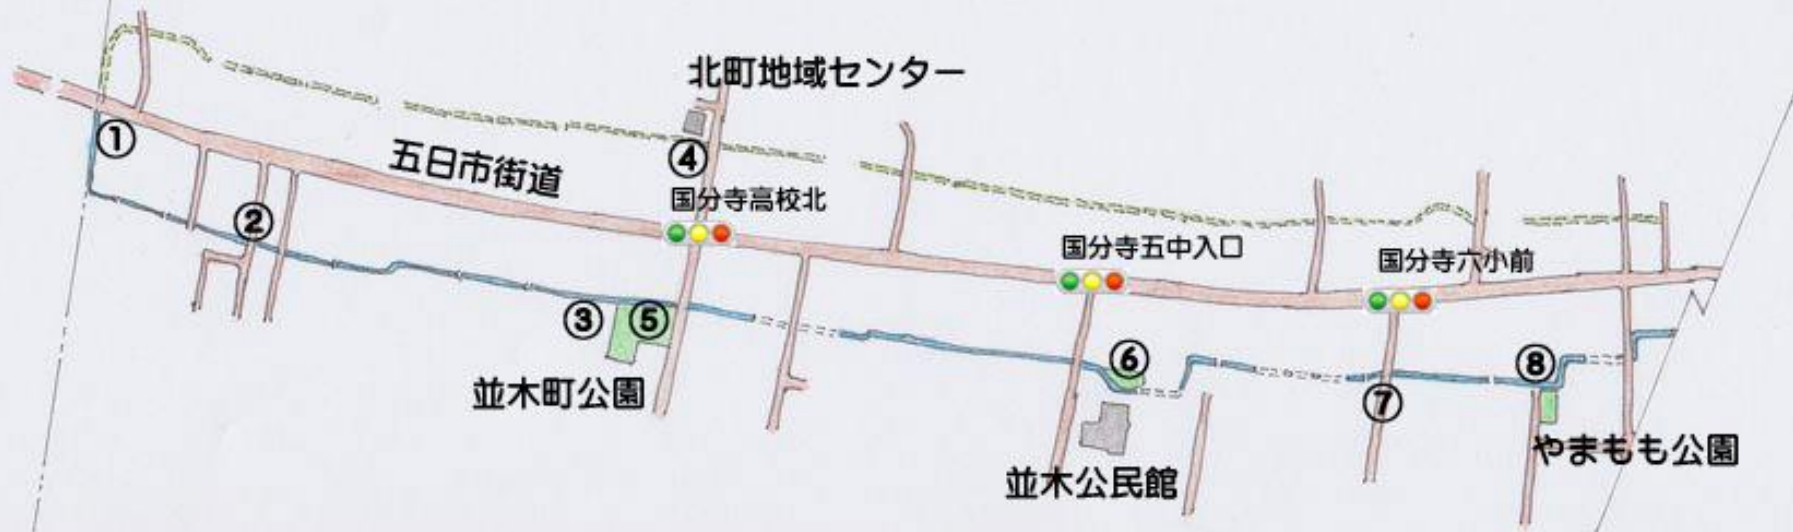 北町地域センター
①
五日市街道
④
国分寺高校北
②
国分寺五中入口
国分寺六小前
③
⑤
⑥
⑧
並木町公園
⑦
やまもも公園
並木公民館